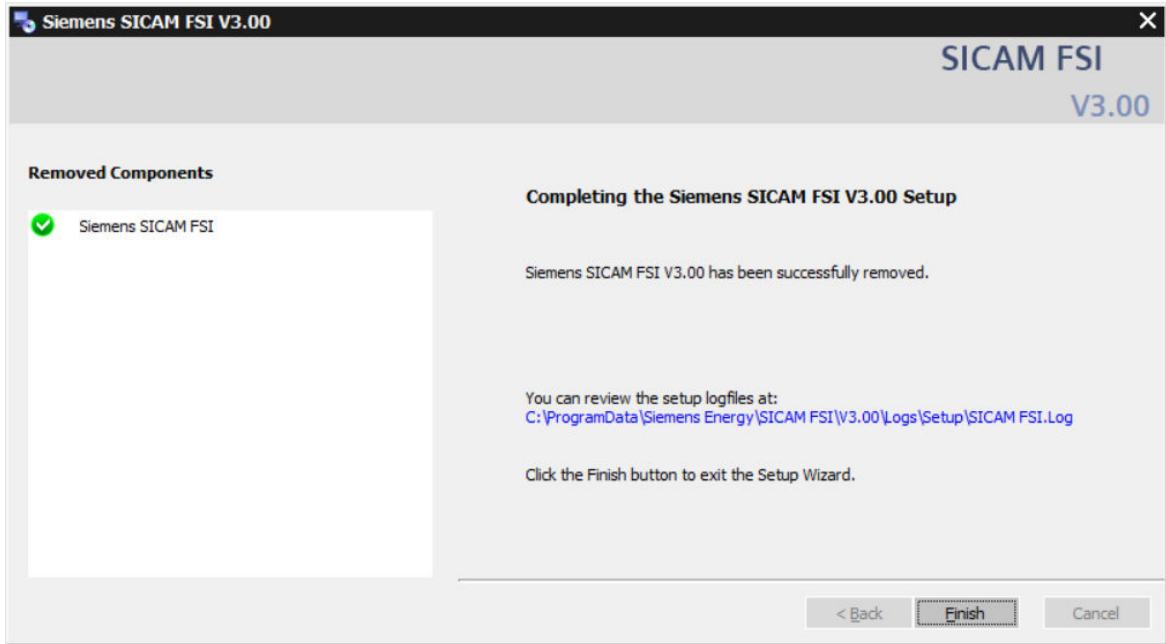 Siemens SICAM FSI V3.00
SICAM FSI
V3.00
Removed Components
Siemens SICAM FSI
Completing the Siemens SICAM FSI V3.00 Setup
Siemens SICAM FSI V3.00 has been successfully removed.
You can review the setup logfiles at:
C:\ProgramData\Siemens Energy\SICAM FSI\V3.00\Logs\Setup\SICAM FSI.Log
Click the Finish button to exit the Setup Wizard.
< Back Finish Cancel